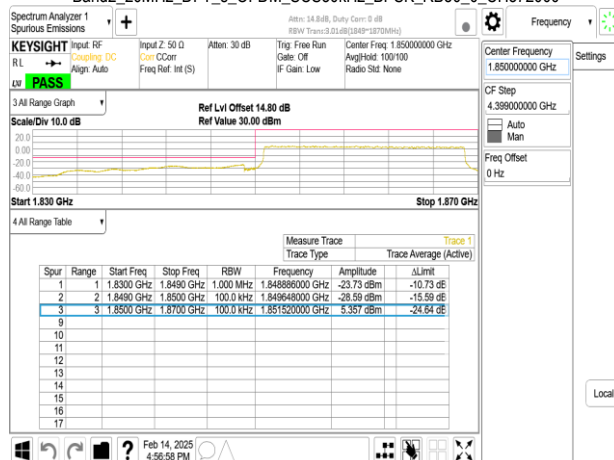 Spectrum Analyzer 1
Spurious Emissions
Attn: 14.8dB, Duty Corr: 0 dB
RBW Tranc:3.01dB(1849~1870MHz)
Frequency
Settings
KEYSIGHT
RL
Input: RF
Coupling: DC
Align: Auto
Input Z: 50 Ω
Corr CCorr
Freq Ref: Int (S)
Atten: 30 dB
Trig: Free Run
Gate: Off
IF Gain: Low
Center Freq: 1.850000000 GHz
Avg|Hold: 100/100
Radio Std: None
LXI
PASS
Center Frequency
1.850000000 GHz
CF Step
4.399000000 GHz
Auto
Man
Freq Offset
0 Hz
3 All Range Graph
Scale/Div 10.0 dB
Ref Lvl Offset 14.80 dB
Ref Value 30.00 dBm
20.0
0.00
-20.0
-40.0
-60.0
Start 1.830 GHz
Stop 1.870 GHz
4 All Range Table
Measure Trace Trace 1
Trace Type Trace Average (Active)
Spur Range Start Freq Stop Freq RBW Frequency Amplitude ΔLimit
1 1 1.8300 GHz 1.8490 GHz 1.000 MHz 1.848886000 GHz -23.73 dBm -10.73 dB
2 2 1.8490 GHz 1.8500 GHz 100.0 kHz 1.849648000 GHz -28.59 dBm -15.59 dB
3 3 1.8500 GHz 1.8700 GHz 100.0 kHz 1.851520000 GHz 5.357 dBm -24.64 dB
9
10
11
12
13
14
15
16
17
Local
Feb 14, 2025
4:56:58 PM